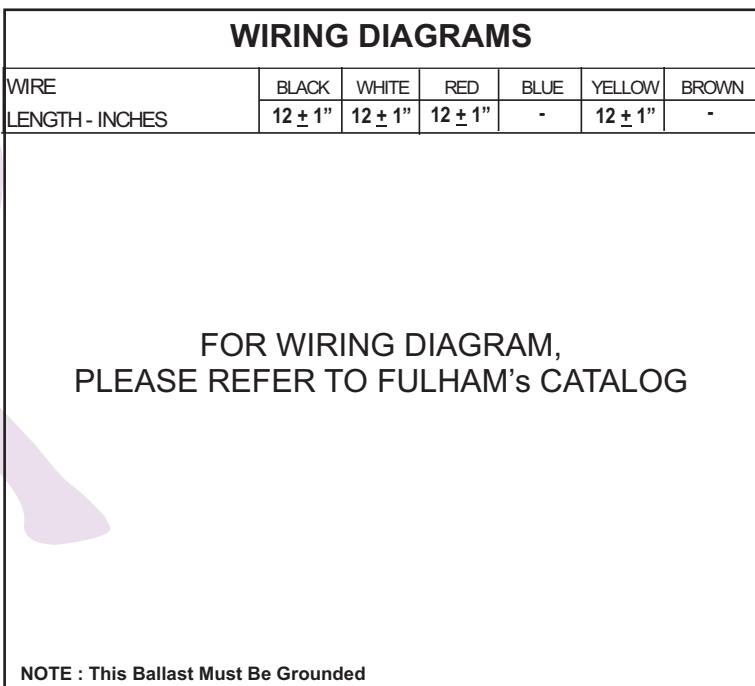 WIRING DIAGRAMS
WIRE BLACK WHITE RED BLUE YELLOW BROWN
LENGTH - INCHES 12 ± 1” 12 ± 1” 12 ± 1” - 12 ± 1” -
FOR WIRING DIAGRAM,
PLEASE REFER TO FULHAM’s CATALOG
NOTE : This Ballast Must Be Grounded